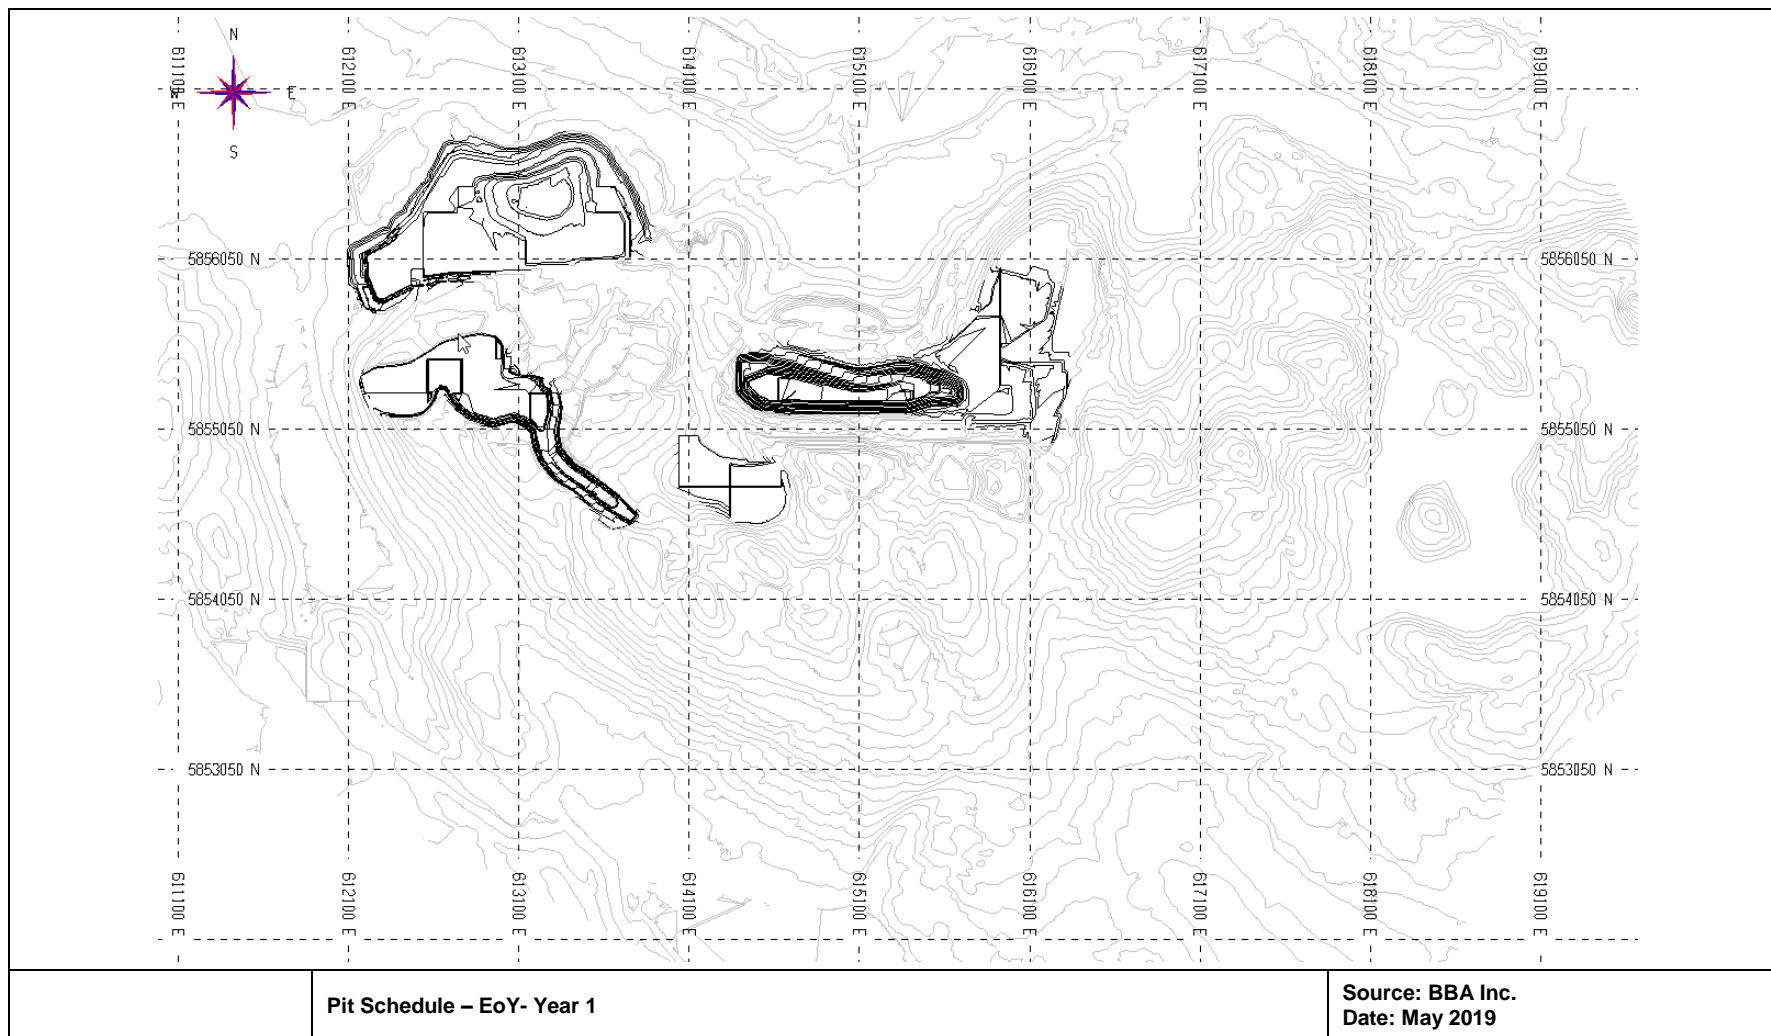 N
W E
S
611100 E
612100 E
613100 E
614100 E
615100 E
616100 E
617100 E
618100 E
619100 E
5856050 N
5856050 N
5855050 N
5855050 N
5854050 N
5854050 N
5853050 N
5853050 N
611100 E
612100 E
613100 E
614100 E
615100 E
616100 E
617100 E
618100 E
619100 E
Pit Schedule – EoY- Year 1
Source: BBA Inc.
Date: May 2019